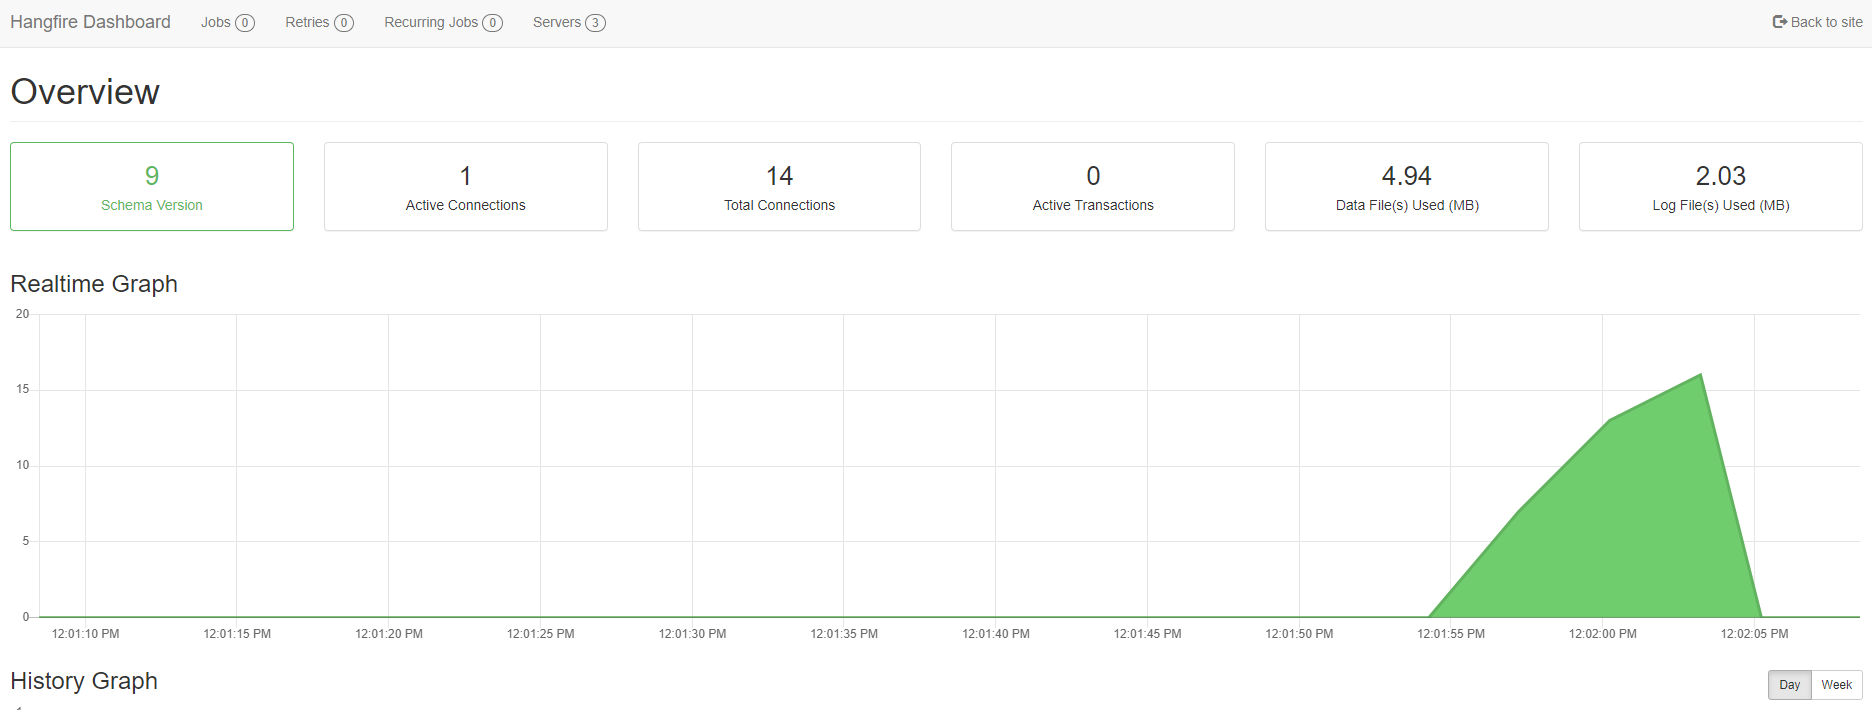 Hangfire Dashboard Jobs 0 Retries 0 Recurring Jobs 0 Servers 3 Back to site
Overview
9 1 14 0 4.94 2.03
Schema Version Active Connections Total Connections Active Transactions Data File(s) Used (MB) Log File(s) Used (MB)
Realtime Graph
20
15
10
5
0
12:01:10 PM 12:01:15 PM 12:01:20 PM 12:01:25 PM 12:01:30 PM 12:01:35 PM 12:01:40 PM 12:01:45 PM 12:01:50 PM 12:01:55 PM 12:02:00 PM 12:02:05 PM
History Graph Day Week